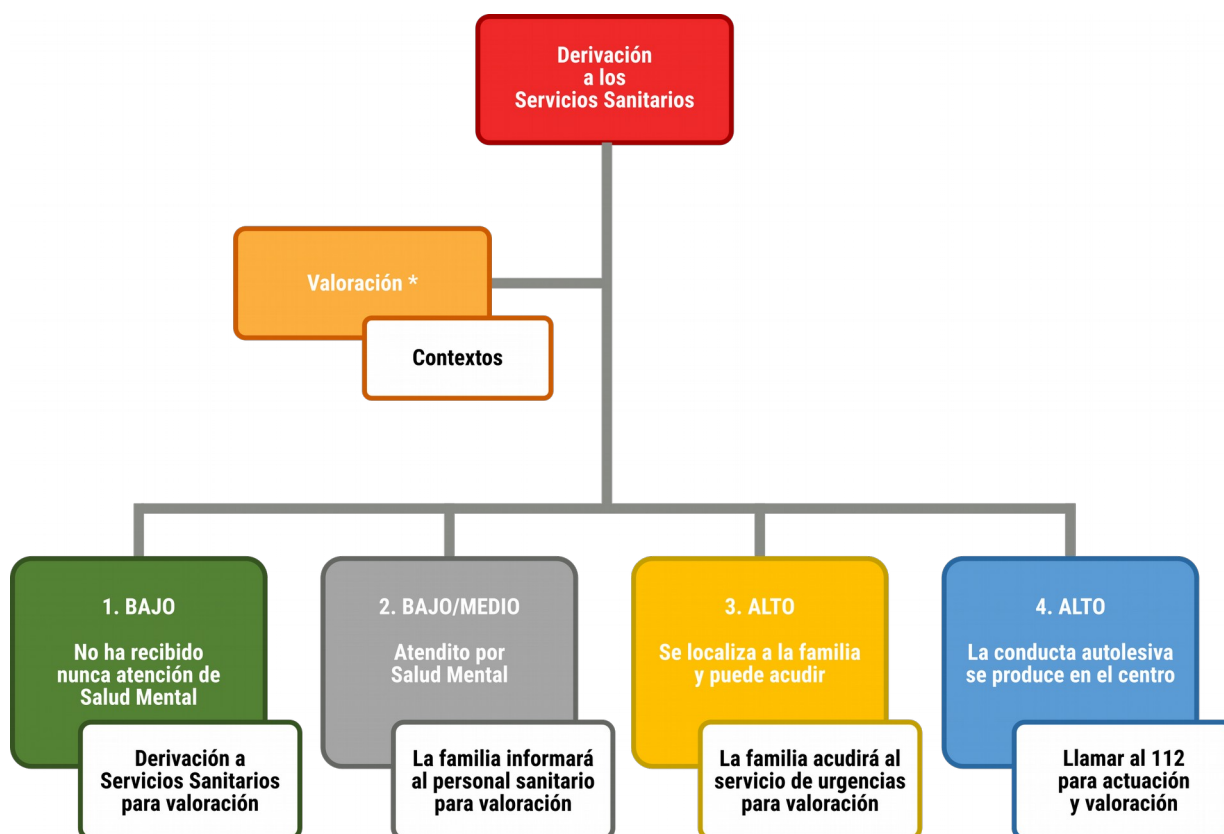 Derivación
a los
Servicios Sanitarios
Valoración *
Contextos
1. BAJO
No ha recibido
nunca atención de
Salud Mental
Derivación a
Servicios Sanitarios
para valoración
2. BAJO/MEDIO
Atendito por
Salud Mental
La familia informará
al personal sanitario
para valoración
3. ALTO
Se localiza a la familia
y puede acudir
La familia acudirá al
servicio de urgencias
para valoración
4. ALTO
La conducta autolesiva
se produce en el centro
Llamar al 112
para actuación
y valoración